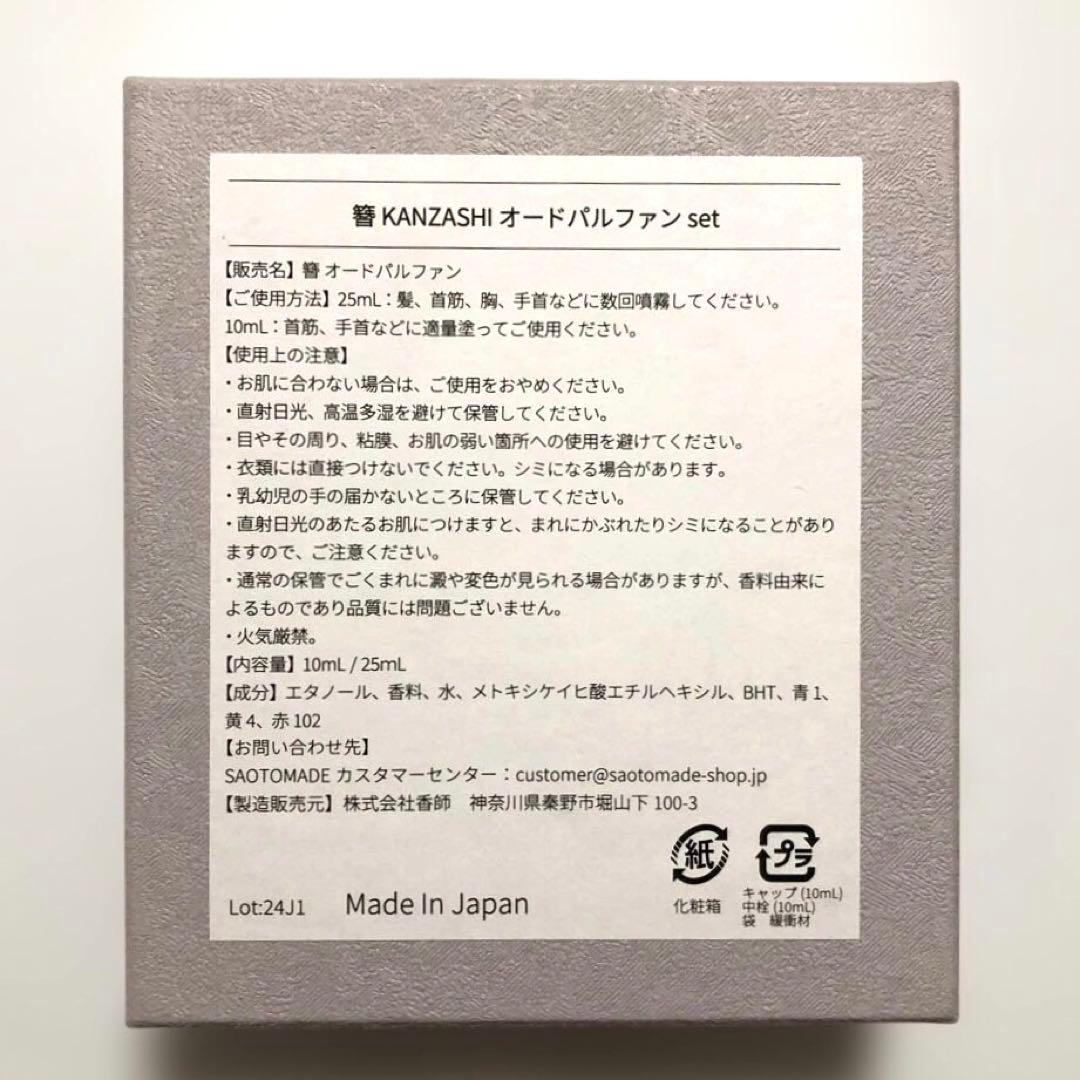 簪 KANZASHI オードパルファン set
【販売名】簪 オードパルファン
【ご使用方法】25mL：髪、首筋、胸、手首などに数回噴霧してください。
10mL：首筋、手首などに適量塗ってご使用ください。
【使用上の注意】
・お肌に合わない場合は、ご使用をおやめください。
・直射日光、高温多湿を避けて保管してください。
・目やその周り、粘膜、お肌の弱い箇所への使用を避けてください。
・衣類には直接つけないでください。シミになる場合があります。
・乳幼児の手の届かないところに保管してください。
・直射日光のあたるお肌につけますと、まれにかぶれたりシミになることがあり
ますので、ご注意ください。
・通常の保管でごくまれに澱や変色が見られる場合がありますが、香料由来に
よるものであり品質には問題ございません。
・火気厳禁。
【内容量】10mL / 25mL
【成分】エタノール、香料、水、メトキシケイヒ酸エチルヘキシル、BHT、青 1、
黄 4、赤 102
【お問い合わせ先】
SAOTOMADE カスタマーセンター：customer@saotomade-shop.jp
【製造販売元】株式会社香師　神奈川県秦野市堀山下 100-3
紙
化粧箱
プラ
キャップ (10mL)
中栓 (10mL)
袋　緩衝材
Lot:24J1 Made In Japan